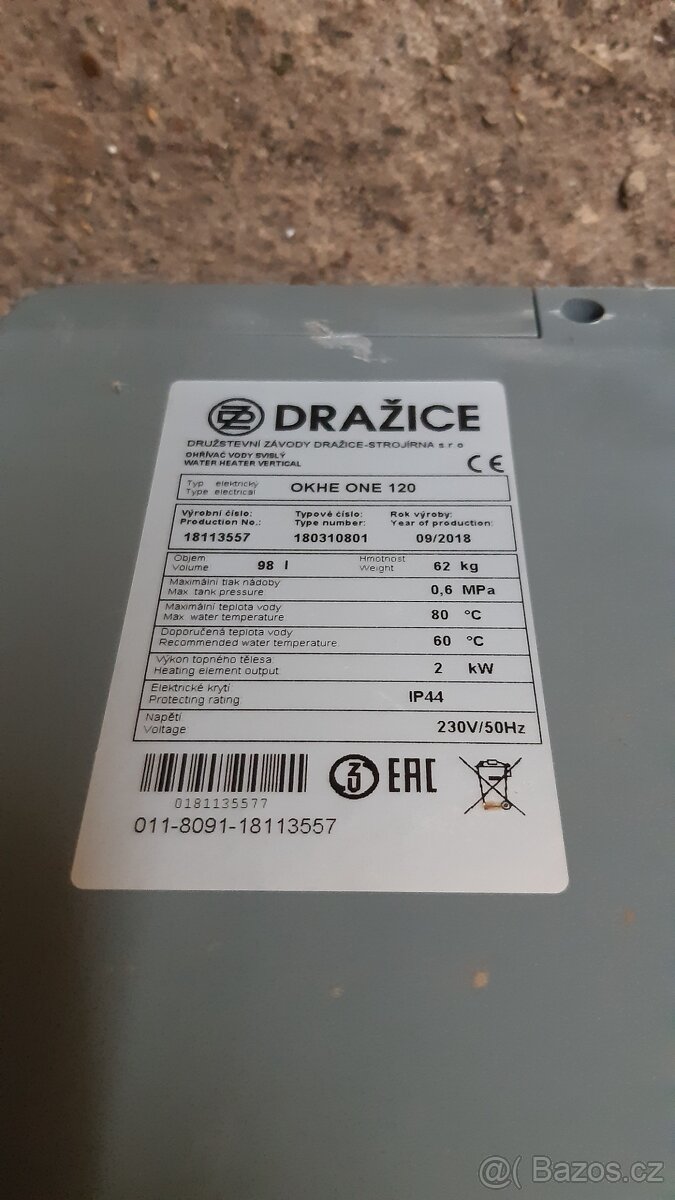 DRAŽICE
DRUŽSTEVNÍ ZÁVODY DRAŽICE-STROJÍRNA s.r.o
OHŘÍVAČ VODY SVISLÝ
WATER HEATER VERTICAL
CE
Typ elektrický
Type electrical
OKHE ONE 120
Výrobní číslo: Typové číslo: Rok výroby:
Production No.: Type number: Year of production:
18113557 180310801 09/2018
Objem Hmotnost
Volume 98 l Weight 62 kg
Maximální tlak nádoby
Max tank pressure 0,6 MPa
Maximální teplota vody
Max water temperature 80 °C
Doporučená teplota vody
Recommended water temperature 60 °C
Výkon topného tělesa
Heating element output 2 kW
Elektrické krytí
Protecting rating IP44
Napětí
Voltage 230V/50Hz
EAC
0181135577
011-8091-18113557
@( Bazos.cz